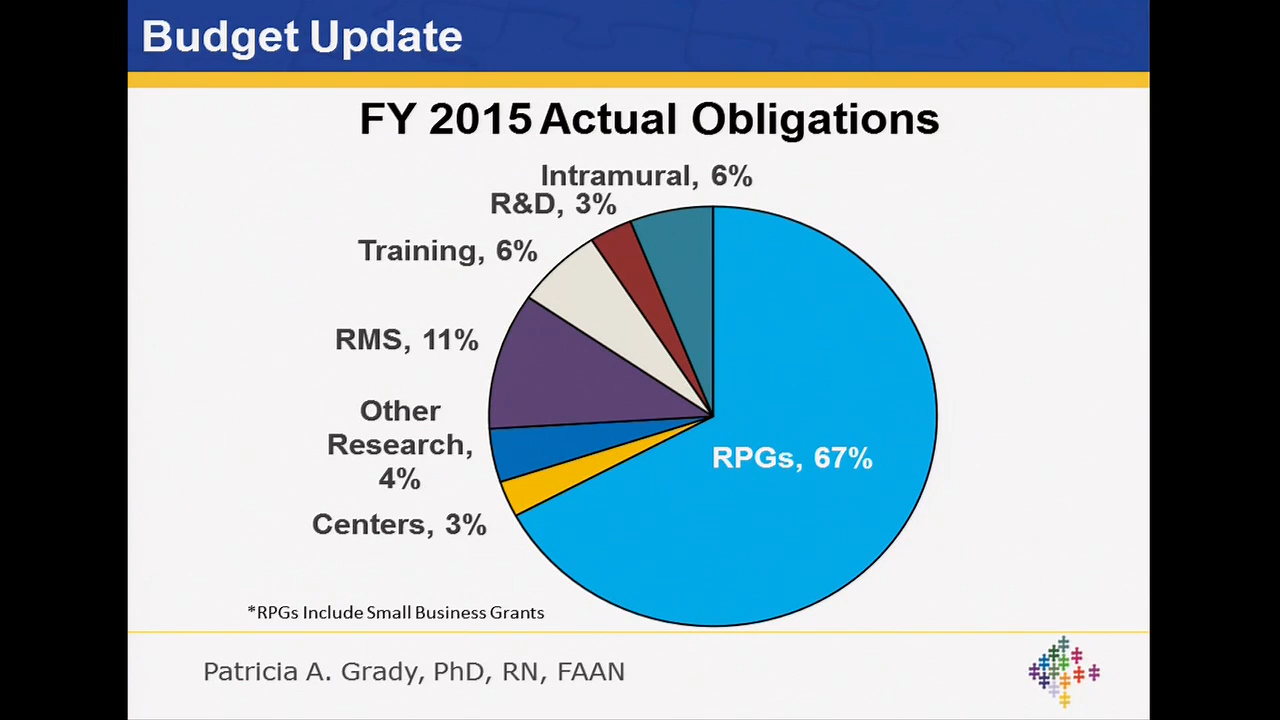 Budget Update
FY 2015 Actual Obligations
Intramural, 6%
R&D, 3%
Training, 6%
RMS, 11%
Other
Research,
4%
Centers, 3%
RPGs, 67%
*RPGs Include Small Business Grants
Patricia A. Grady, PhD, RN, FAAN